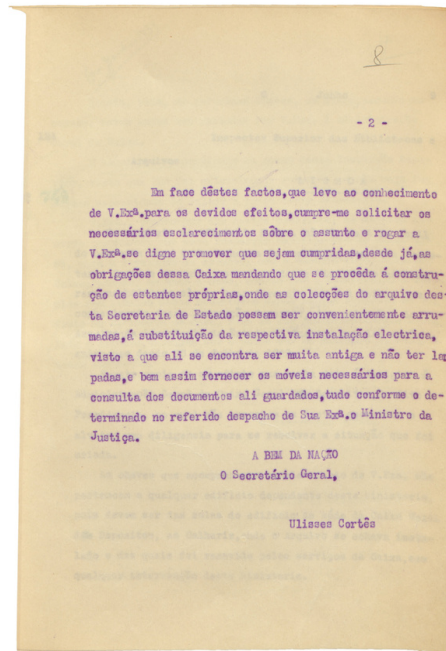 8
- 2 -
Em face dêstes factos,que levo ao conhecimento
de V.Exª.para os devidos efeitos,cumpre-me solicitar os
necessários esclarecimentos sôbre o assunto e rogar a
V.Exª.se digne promover que sejam cumpridas,desde já,as
obrigações dessa Caixa mandando que se procêda á constru-
ção de estantes próprias,onde as colecções do arquivo des-
ta Secretaria de Estado possam ser convenientemente arru-
madas,á substituição da respectiva instalação electrica,
visto a que ali se encontra ser muita antiga e não ter lam
padas,e bem assim fornecer os móveis necessários para a
consulta dos documentos ali guardados,tudo conforme o de-
terminado no referido despacho de Sua Exª.o Ministro da
Justiça.
A BEM DA NAÇÃO
O Secretário Geral,
Ulisses Cortês